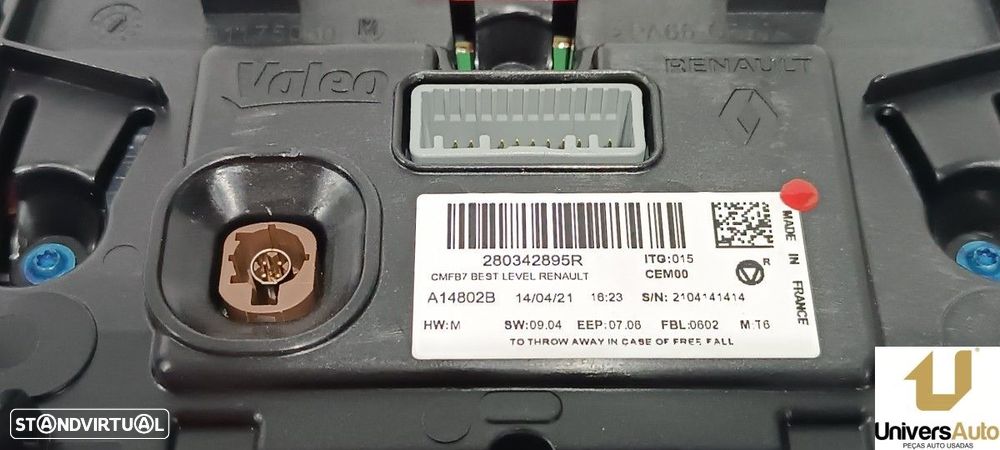 M
Valeo
RENAULT
280342895R
ITG:015
CMFB7 BEST LEVEL RENAULT
CEM00
R
A14802B 14/04/21 16:23 S/N: 2104141414
HW:M SW:09.04 EEP:07.06 FBL:0602 M:T6
TO THROW AWAY IN CASE OF FREE FALL
MADE IN FRANCE
STANDVIRTUAL
UniversAuto
PEÇAS AUTO USADAS